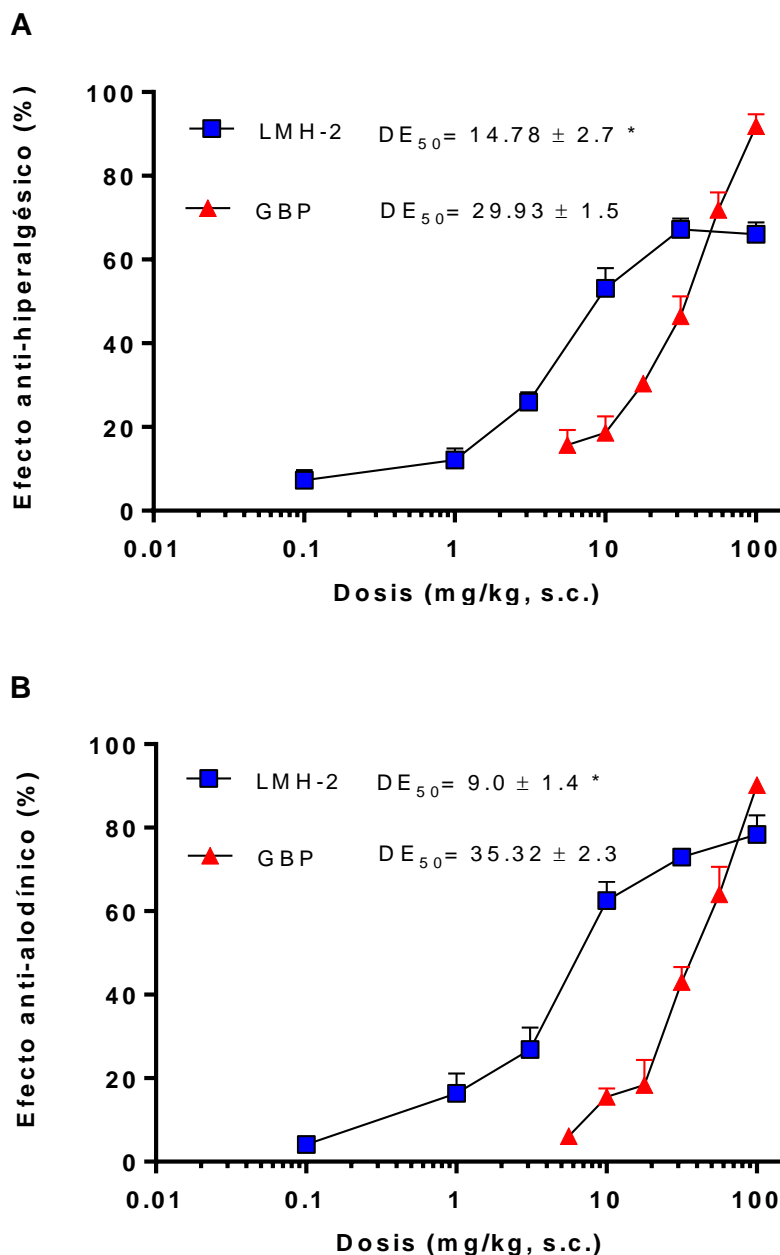 A
Efecto anti-hiperalgésico (%)
100
80
60
40
20
0
LMH-2 DE50= 14.78 ± 2.7 *
GBP DE50= 29.93 ± 1.5
0.01 0.1 1 10 100
Dosis (mg/kg, s.c.)
B
Efecto anti-alodínico (%)
100
80
60
40
20
0
LMH-2 DE50= 9.0 ± 1.4 *
GBP DE50= 35.32 ± 2.3
0.01 0.1 1 10 100
Dosis (mg/kg, s.c.)